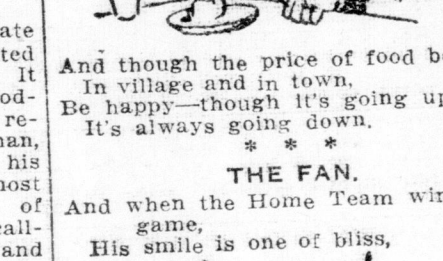 ate
ted
It
od-
re-
nan,
his
nost
of
call-
and
And though the price of food b
In village and in town,
Be happy—though it's going up
It's always going down.
* * *
THE FAN.
And when the Home Team win
game,
His smile is one of bliss,